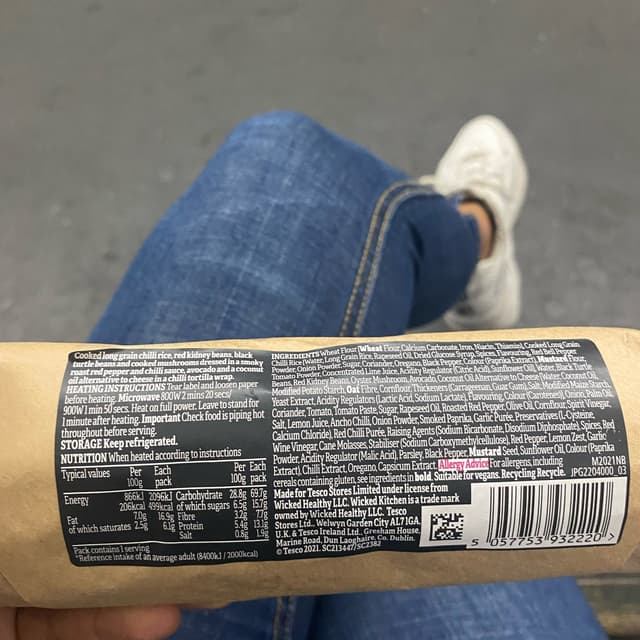 Cooked long grain chilli rice, red kidney beans, black
turtle beans and cooked mushrooms dressed in a smoky
roast red pepper and chilli sauce, avocado and a coconut
oil alternative to cheese in a chilli tortilla wrap.
HEATING INSTRUCTIONS Tear label and loosen paper
before heating. Microwave 800W 2 mins 20 secs/
900W 1 min 50 secs. Heat on full power. Leave to stand for
1 minute after heating. Important Check food is piping hot
throughout before serving.
STORAGE Keep refrigerated.
NUTRITION When heated according to instructions
Typical values Per 100g Each pack Per 100g Each pack
Energy 866kJ 2096kJ Carbohydrate 28.8g 69.7g
206kcal 499kcal of which sugars 6.5g 15.7g
Fat 7.0g 16.9g Fibre 3.2g 7.7g
of which saturates 2.5g 6.1g Protein 5.4g 13.1g
Salt 0.8g 1.9g
Pack contains 1 serving
*Reference intake of an average adult (8400kJ / 2000kcal)
INGREDIENTS Wheat Flour (Wheat Flour, Calcium Carbonate, Iron, Niacin, Thiamin), Cooked Long Grain
Chilli Rice (Water, Long Grain Rice, Rapeseed Oil, Dried Glucose Syrup, Spices, Flavouring, Red Bell Pepper
Powder, Onion Powder, Sugar, Coriander, Oregano, Black Pepper,
Tomato Powder, Concentrated Lime Juice, Acidity Regulator (Citric Acid), Sunflower Oil), Water, Black Turtle
Beans, Red Kidney Beans, Oyster Mushroom, Avocado, Coconut Oil Alternative to
Modified Potato Starch, Oat Fibre, Cornflour, Thickeners (Carrageenan, Guar Gum), Salt, Modified Maize Starch,
Yeast Extract, Acidity Regulators (Lactic Acid, Sodium Lactate), Flavouring, Colour (Carotenes), Onion, Palm Oil,
Coriander, Tomato, Tomato Paste, Sugar, Rapeseed Oil, Roasted Red Pepper, Olive Oil, Cornflour, Spirit Vinegar,
Salt, Lemon Juice, Ancho Chilli, Onion Powder, Smoked Paprika, Garlic Purée, Preservatives (L-Cysteine,
Calcium Chloride), Red Chilli Purée, Raising Agents (Sodium Bicarbonate, Disodium Diphosphate), Spices, Red
Wine Vinegar, Cane Molasses, Stabiliser (Sodium Carboxymethylcellulose), Red Pepper, Lemon Zest, Garlic
Powder, Acidity Regulator (Malic Acid), Parsley, Black Pepper, Mustard Seed, Sunflower Oil, Colour (Paprika
Extract), Chilli Extract, Oregano, Capsicum Extract. Allergy Advice For allergens, including
cereals containing gluten, see ingredients in bold. Suitable for vegans. Recycling Recycle.
M2021NB
JPG2204000 03
Made for Tesco Stores Limited under license from
Wicked Healthy LLC. Wicked Kitchen is a trade mark
owned by Wicked Healthy LLC. Tesco
Stores Ltd., Welwyn Garden City AL7 1GA,
U.K. & Tesco Ireland Ltd., Gresham House,
Marine Road, Dun Laoghaire, Co. Dublin.
© Tesco 2021. SC213447/SC2382
5 057753 932220 >